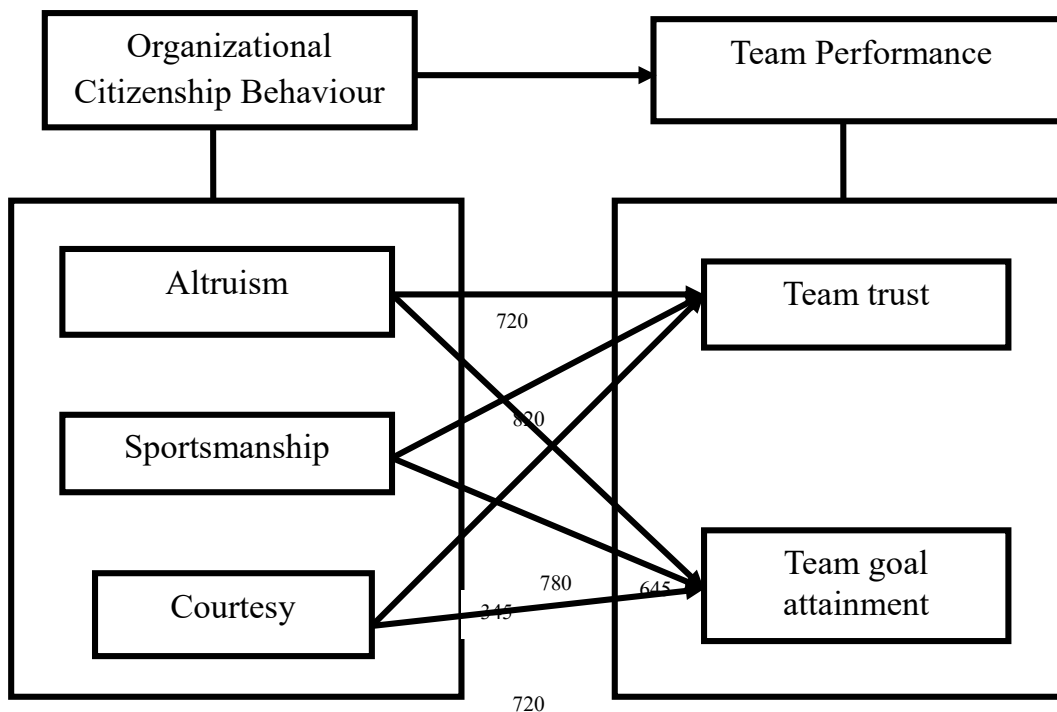 Organizational
Citizenship Behaviour
Team Performance
Altruism
Team trust
720
820
Sportsmanship
Team goal
attainment
780
645
Courtesy
345
720